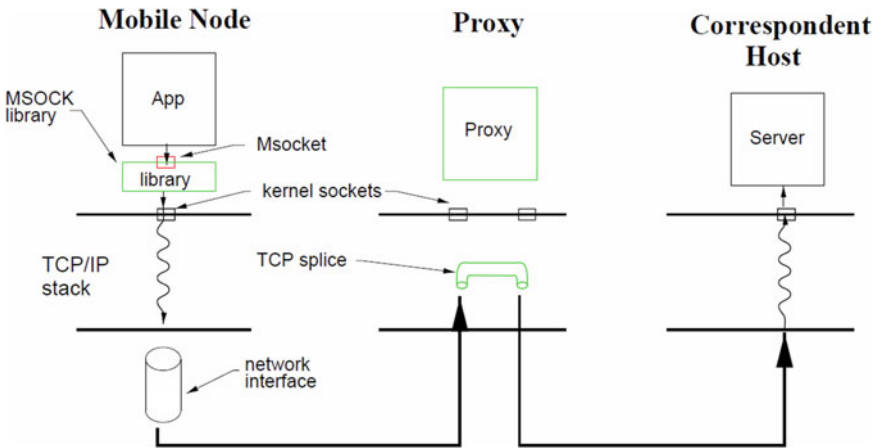 Mobile Node
Proxy
Correspondent
Host
MSOCK
library
App
Msocket
library
kernel sockets
Proxy
Server
TCP/IP
stack
TCP splice
network
interface